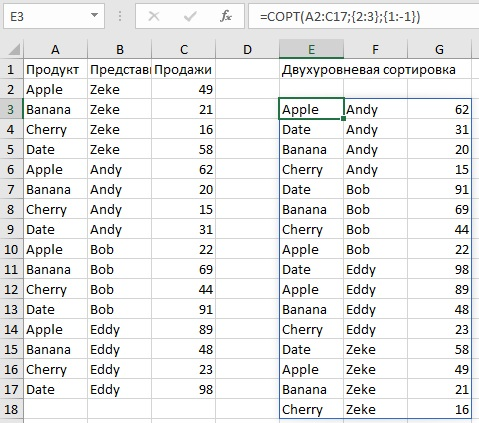 E3 fx =СОРТ(A2:C17;{2:3};{1:-1})
A B C D E F G
1 Продукт Представи Продажи Двухуровневая сортировка
2 Apple Zeke 49
3 Banana Zeke 21 Apple Andy 62
4 Cherry Zeke 16 Date Andy 31
5 Date Zeke 58 Banana Andy 20
6 Apple Andy 62 Cherry Andy 15
7 Banana Andy 20 Date Bob 91
8 Cherry Andy 15 Banana Bob 69
9 Date Andy 31 Cherry Bob 44
10 Apple Bob 22 Apple Bob 22
11 Banana Bob 69 Date Eddy 98
12 Cherry Bob 44 Apple Eddy 89
13 Date Bob 91 Banana Eddy 48
14 Apple Eddy 89 Cherry Eddy 23
15 Banana Eddy 48 Date Zeke 58
16 Cherry Eddy 23 Apple Zeke 49
17 Date Eddy 98 Banana Zeke 21
18 Cherry Zeke 16